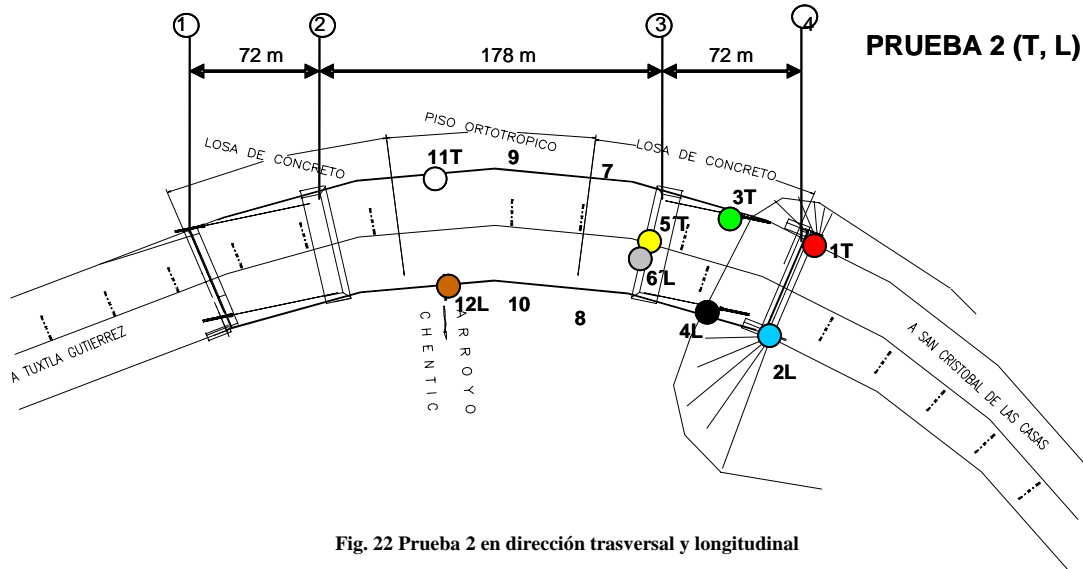 1 2 3 4
PRUEBA 2 (T, L)
72 m 178 m 72 m
PISO ORTOTROPICO
LOSA DE CONCRETO
LOSA DE CONCRETO
11T 9 7
3T
5T
1T
6L
12L 10 8
4L
2L
ARROYO
CHENTIC
A TUXTLA GUTIERREZ
A SAN CRISTOBAL DE LAS CASAS
Fig. 22 Prueba 2 en dirección trasversal y longitudinal